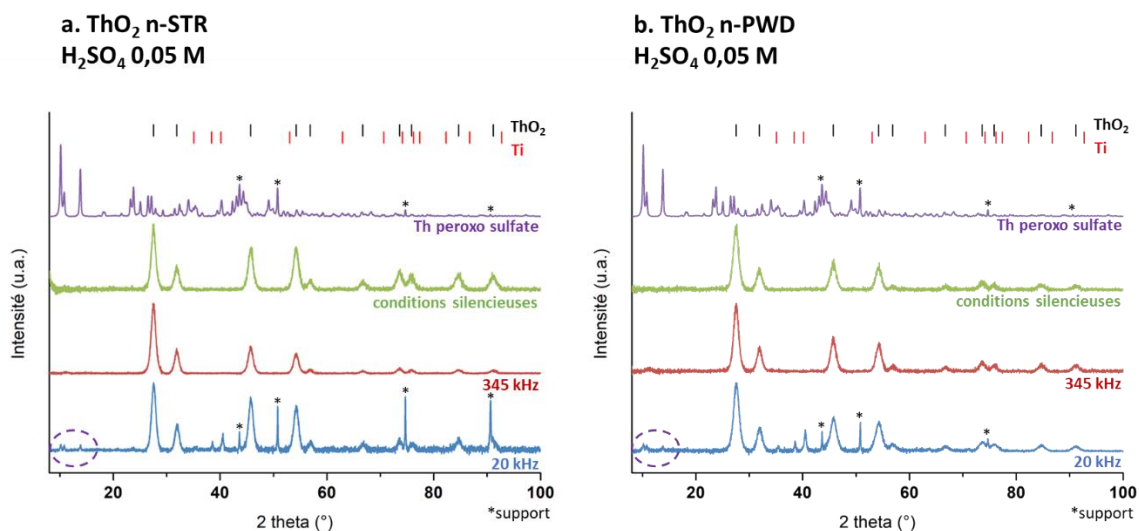 a. ThO₂ n-STR
H₂SO₄ 0,05 M
ThO₂
Ti
* * * *
Th peroxo sulfate
conditions silencieuses
345 kHz
* * * *
20 kHz
Intensité (u.a.)
20 40 60 80 100
2 theta (°)
*support
b. ThO₂ n-PWD
H₂SO₄ 0,05 M
ThO₂
Ti
* * * *
Th peroxo sulfate
conditions silencieuses
345 kHz
* * *
20 kHz
Intensité (u.a.)
20 40 60 80 100
2 theta (°)
*support